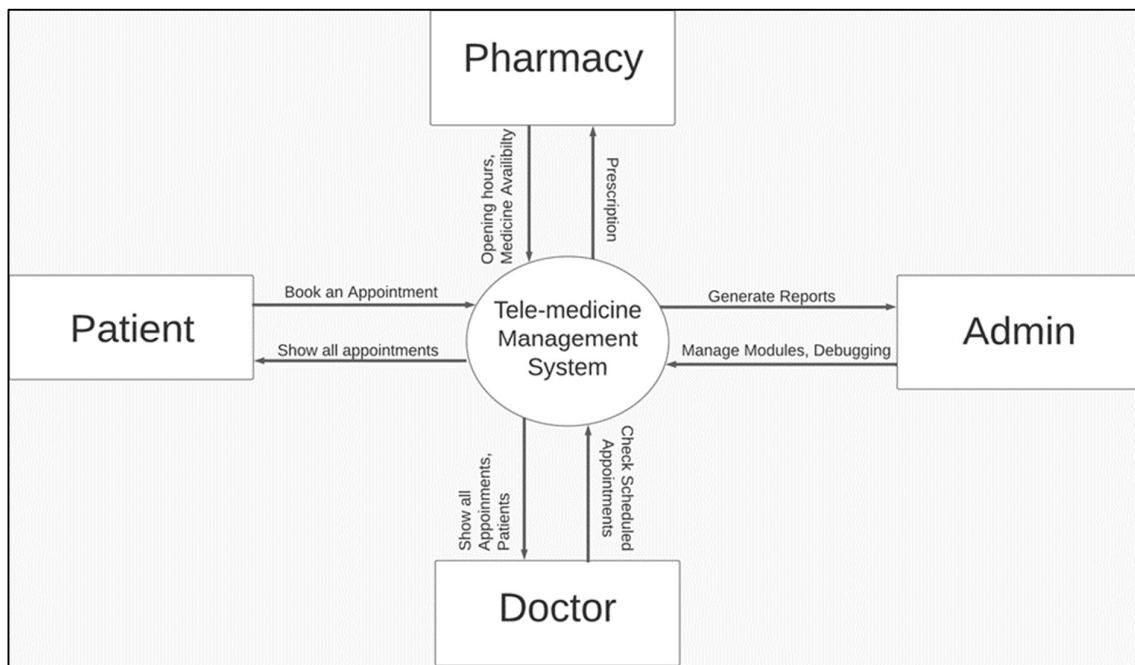 Pharmacy
Opening hours,
Medicine Availibilty
Prescription
Book an Appointment
Generate Reports
Patient
Tele-medicine
Management
System
Admin
Show all appointments
Manage Modules, Debugging
Show all
Appoinments,
Patients
Check Scheduled
Appointments
Doctor